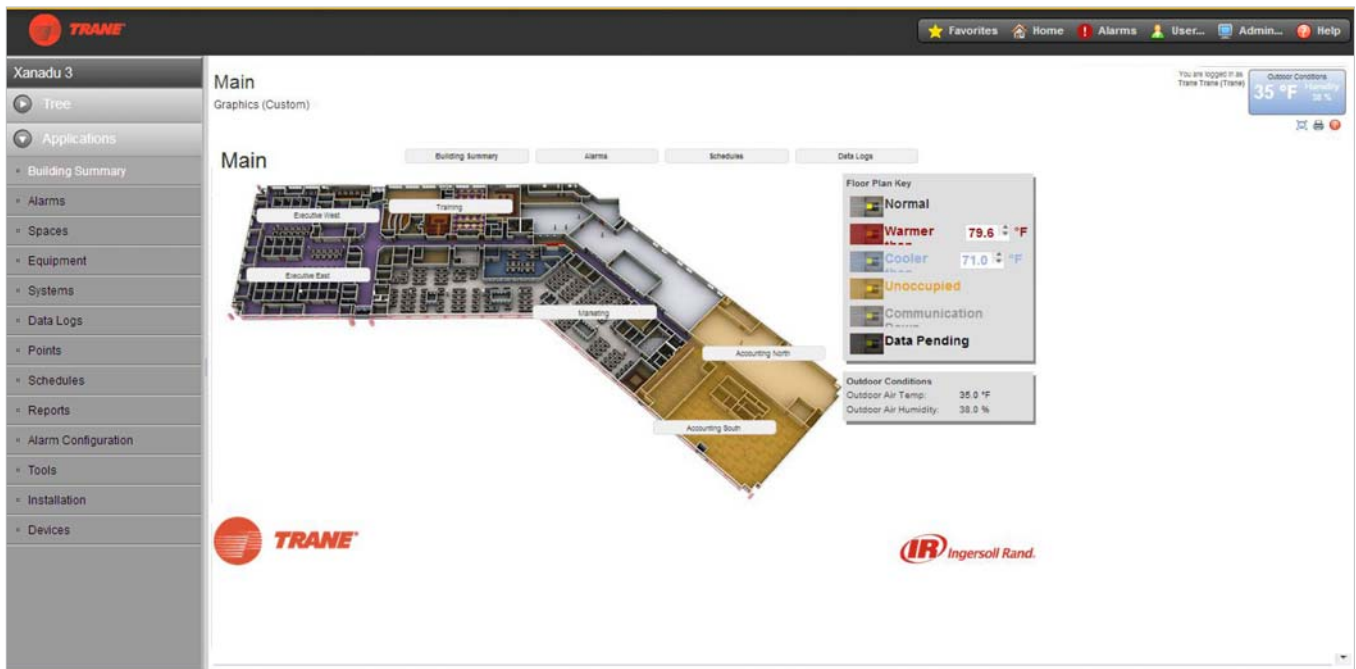 TRANE
Favorites Home Alarms User... Admin... Help
Xanadu 3
Tree
Applications
Building Summary
Alarms
Spaces
Equipment
Systems
Data Logs
Points
Schedules
Reports
Alarm Configuration
Tools
Installation
Devices
Main
Graphics (Custom)
You are logged in as
Trane Trane (Trane)
Outdoor Conditions
35 °F Humidity
38 %
Main
Building Summary Alarms Schedules Data Logs
Executive West
Training
Executive East
Marketing
Accounting North
Accounting South
Floor Plan Key
Normal
Warmer 79.6 °F
Cooler 71.0 °F
Unoccupied
Communication
Data Pending
Outdoor Conditions
Outdoor Air Temp: 35.0 °F
Outdoor Air Humidity: 38.0 %
TRANE
IR Ingersoll Rand.